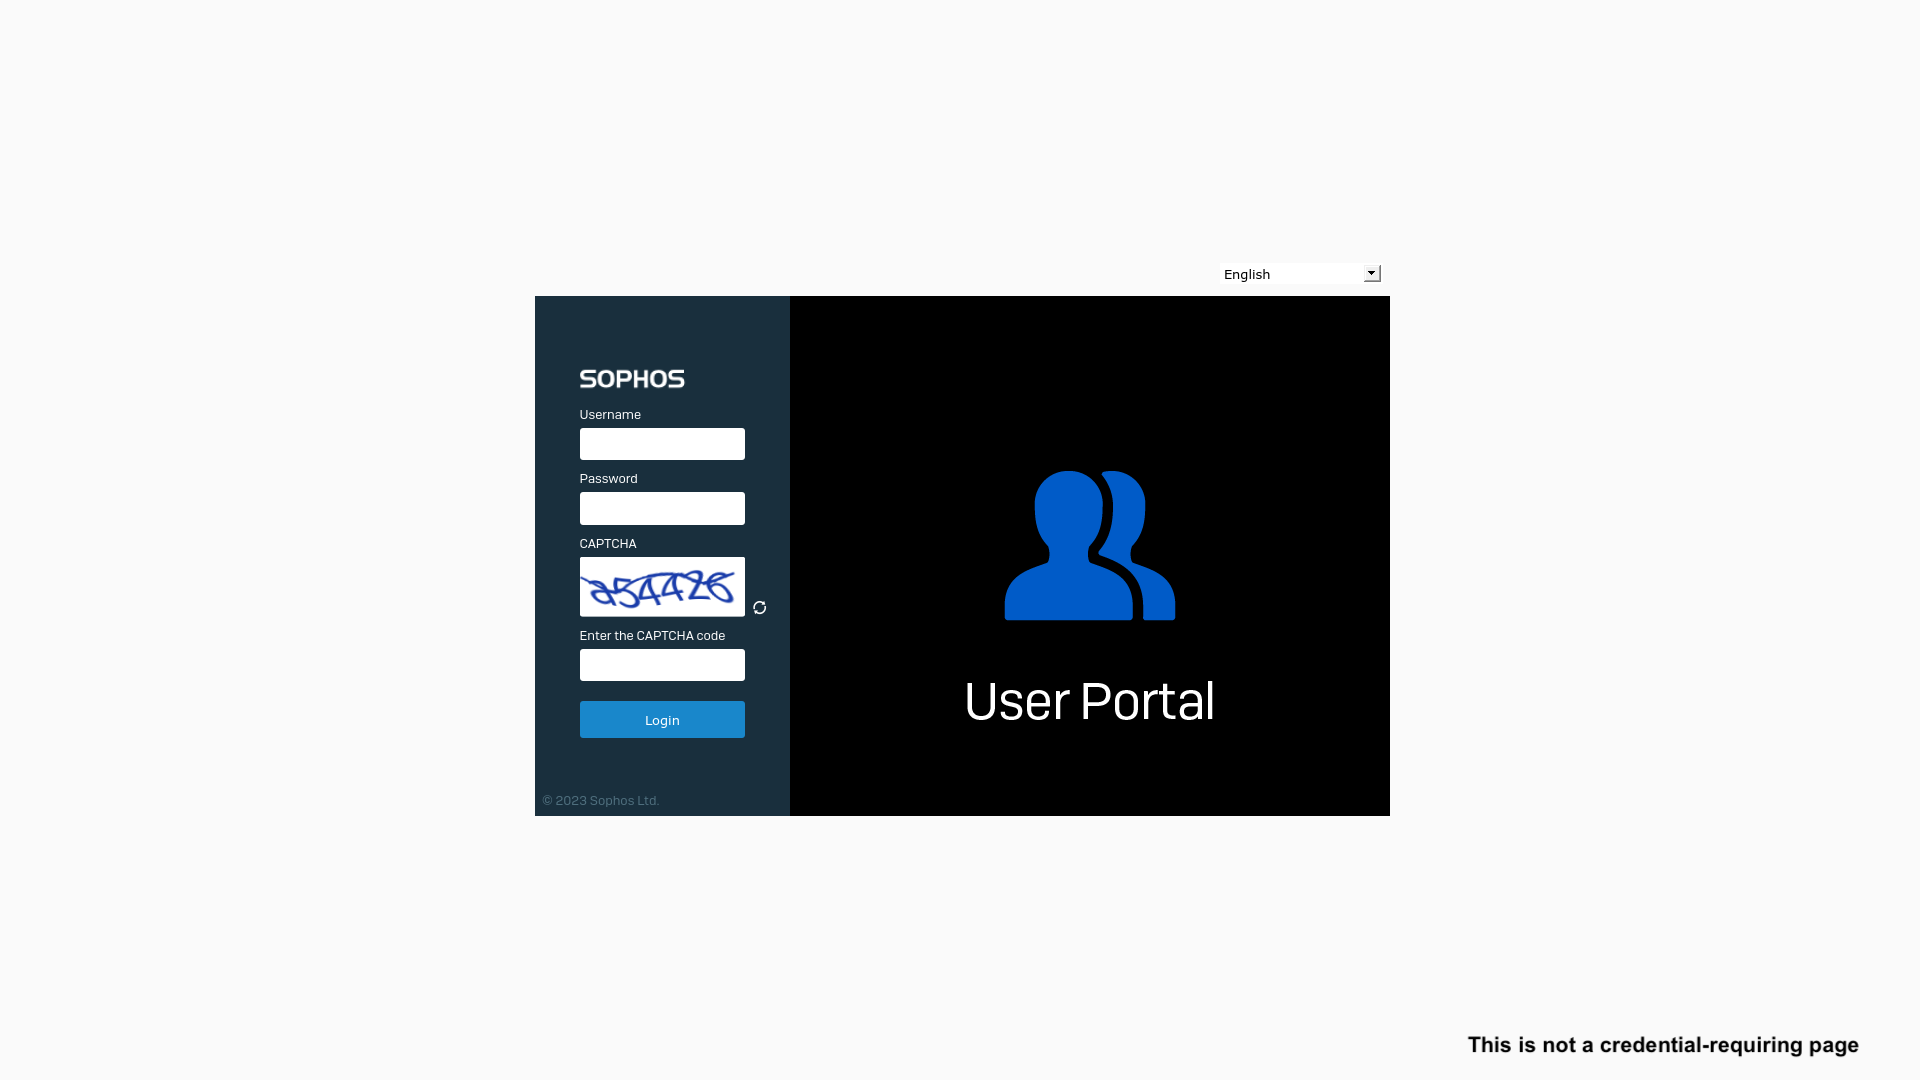 English
SOPHOS
Username
Password
CAPTCHA
a54426
Enter the CAPTCHA code
Login
User Portal
© 2023 Sophos Ltd.
This is not a credential-requiring page